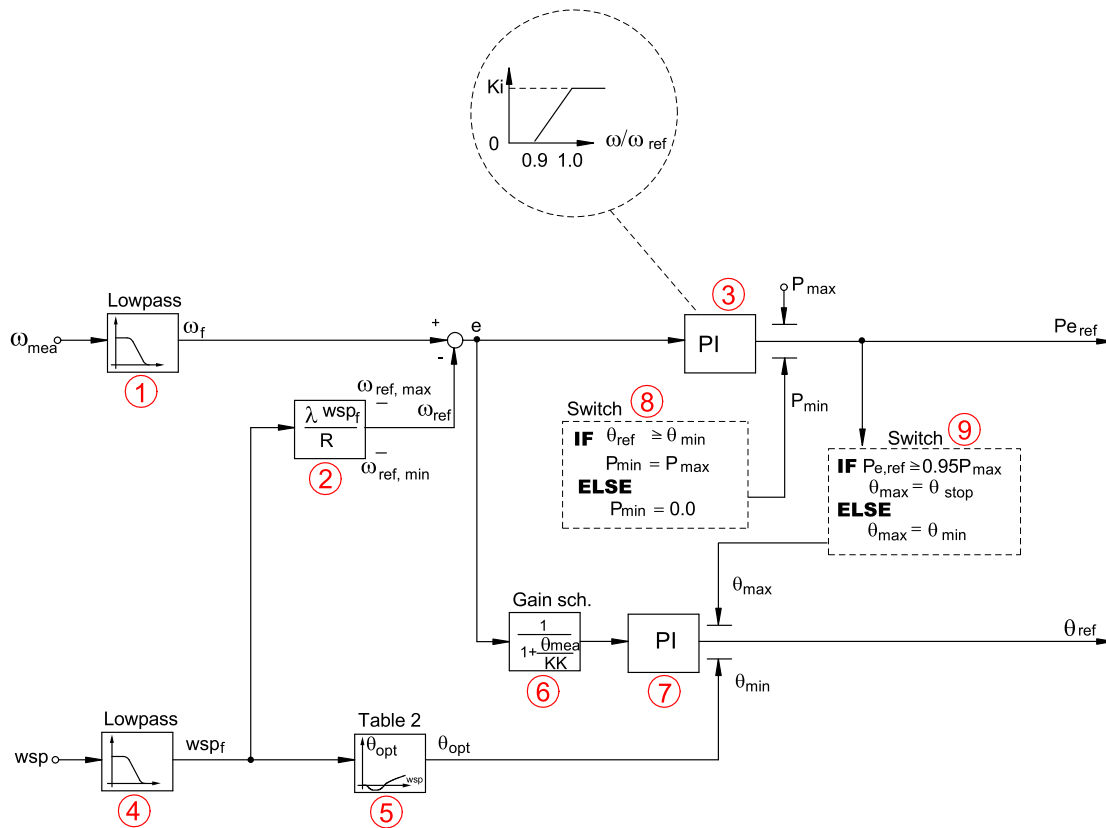 Ki
0
ω/ω ref
0.9 1.0
3
P max
Lowpass
ω mea
ω f
+
-
e
PI
Pe ref
1
ω ref, max
λ wsp f
R
ω ref
ω ref, min
2
P min
Switch 8
IF θ ref ≥ θ min
P min = P max
ELSE
P min = 0.0
Switch 9
IF P e,ref ≥ 0.95P max
θ max = θ stop
ELSE
θ max = θ min
θ max
Gain sch.
1
1+ θ mea
KK
PI
θ ref
6
7
θ min
Lowpass
wsp
wsp f
Table 2
θ opt
wsp
θ opt
4
5